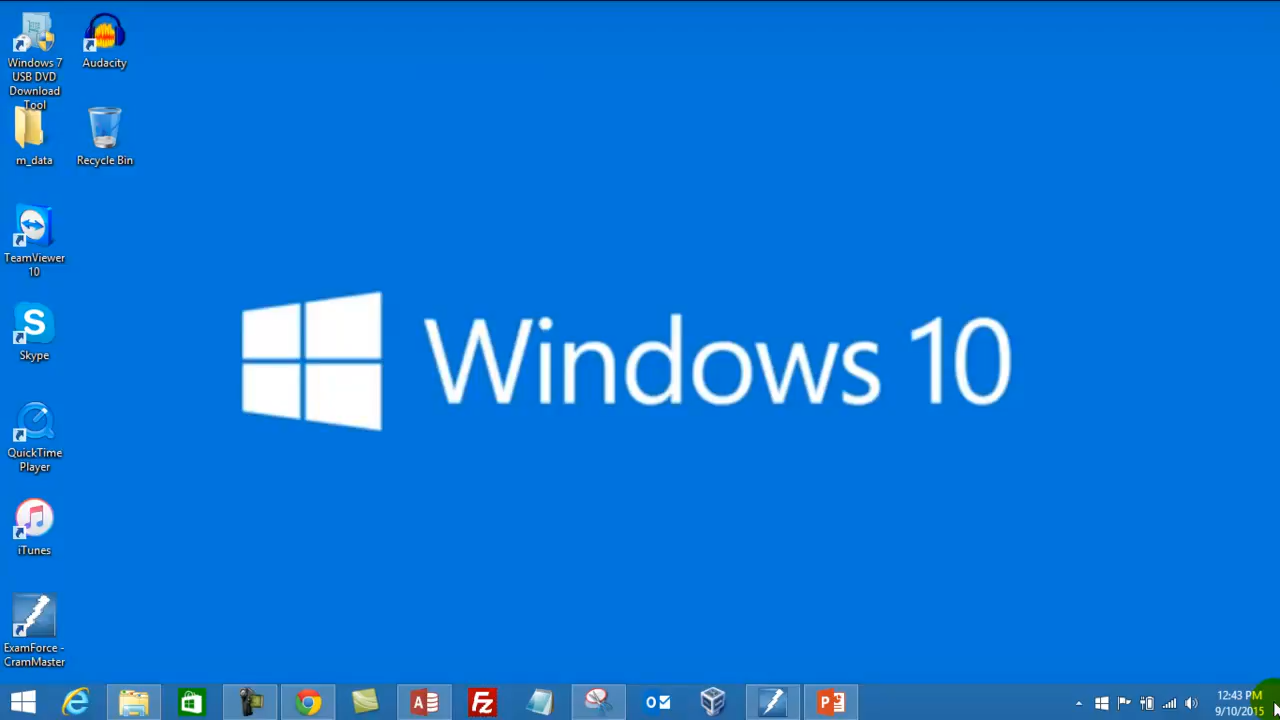 Windows 7
USB DVD
Download
Tool
Audacity
m_data
Recycle Bin
TeamViewer
10
S
Skype
QuickTime
Player
iTunes
ExamForce -
CramMaster
Windows 10
12:43 PM
9/10/2015